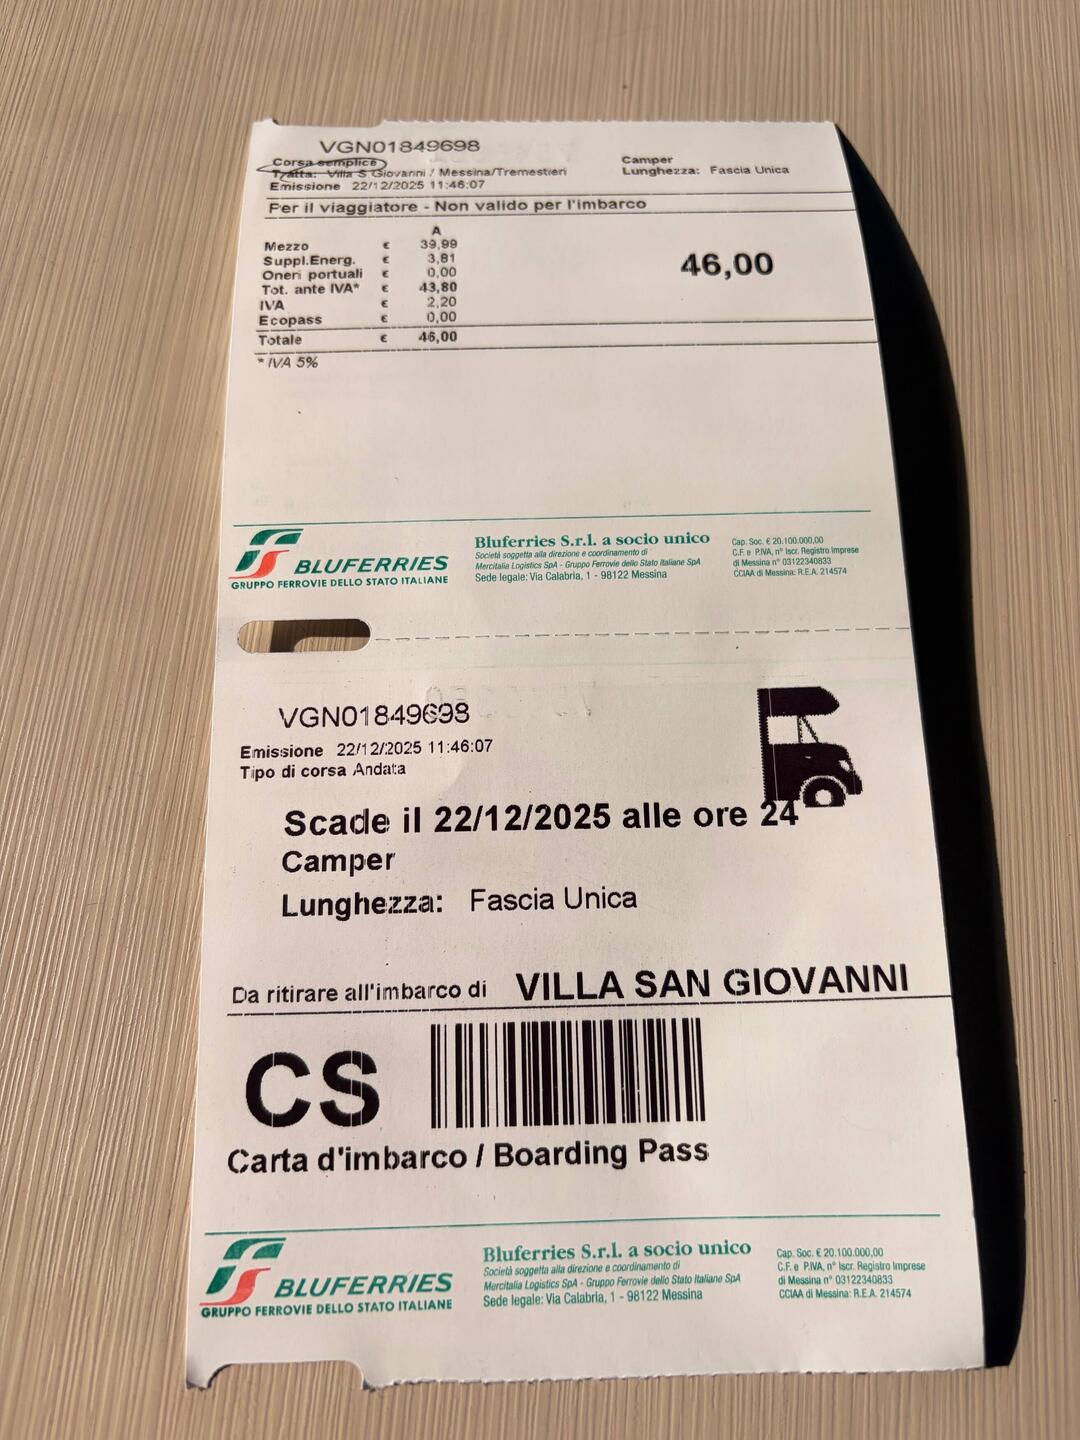 VGN01849698
Corsa semplice
Tratta: Villa S Giovanni / Messina/Tremestieri
Emissione 22/12/2025 11:46:07
Camper
Lunghezza: Fascia Unica
Per il viaggiatore - Non valido per l'imbarco
A
Mezzo € 39,99
Suppl.Energ. € 3,81
Oneri portuali € 0,00
Tot. ante IVA* € 43,80
IVA € 2,20
Ecopass € 0,00
Totale € 46,00
46,00
* IVA 5%
BLUFERRIES
GRUPPO FERROVIE DELLO STATO ITALIANE
Bluferries S.r.l. a socio unico
Società soggetta alla direzione e coordinamento di
Mercitalia Logistics SpA - Gruppo Ferrovie dello Stato Italiane SpA
Sede legale: Via Calabria, 1 - 98122 Messina
Cap. Soc. € 20.100.000,00
C.F. e P.IVA, n° Iscr. Registro Imprese
di Messina n° 03122340833
CCIAA di Messina: R.E.A. 214574
VGN01849698
Emissione 22/12/2025 11:46:07
Tipo di corsa Andata
Scade il 22/12/2025 alle ore 24
Camper
Lunghezza: Fascia Unica
Da ritirare all'imbarco di VILLA SAN GIOVANNI
CS
Carta d'imbarco / Boarding Pass
BLUFERRIES
GRUPPO FERROVIE DELLO STATO ITALIANE
Bluferries S.r.l. a socio unico
Società soggetta alla direzione e coordinamento di
Mercitalia Logistics SpA - Gruppo Ferrovie dello Stato Italiane SpA
Sede legale: Via Calabria, 1 - 98122 Messina
Cap. Soc. € 20.100.000,00
C.F. e P.IVA, n° Iscr. Registro Imprese
di Messina n° 03122340833
CCIAA di Messina: R.E.A. 214574